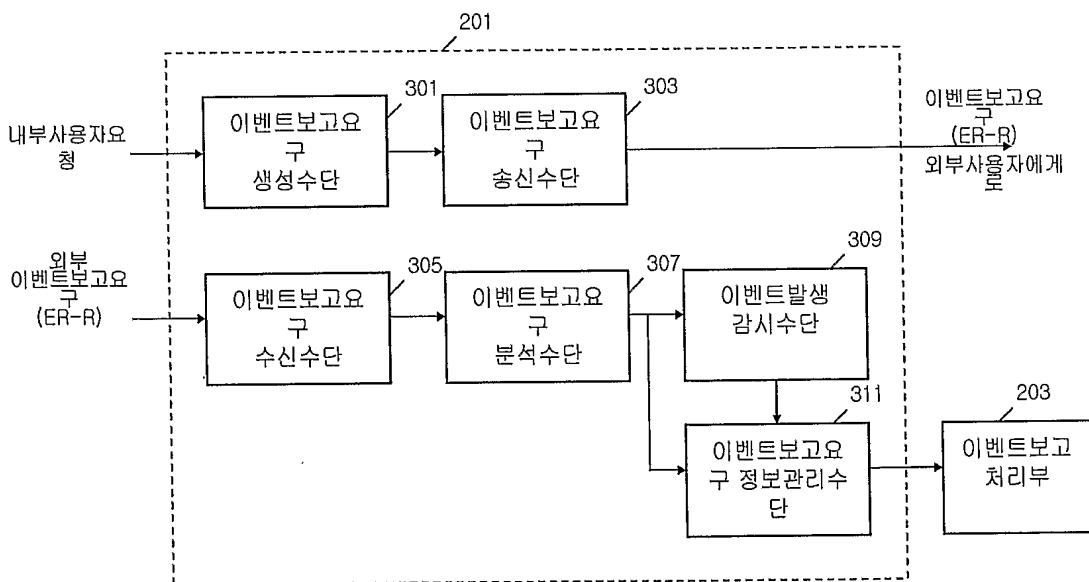 201
301
303
내부사용자요
청
이벤트보고요
구
생성수단
이벤트보고요
구
송신수단
이벤트보고요
구
(ER-R)
외부사용자에게
로
외부
이벤트보고요
구
(ER-R)
305
307
309
이벤트보고요
구
수신수단
이벤트보고요
구
분석수단
이벤트발생
감시수단
311
203
이벤트보고요
구 정보관리수
단
이벤트보고
처리부